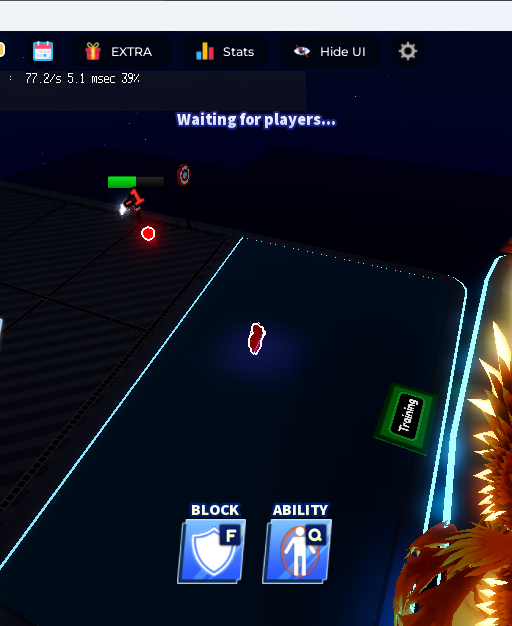 EXTRA
Stats
Hide UI
: 77.2/s 5.1 msec 39%
Waiting for players...
-1
Training
BLOCK
ABILITY
F
Q